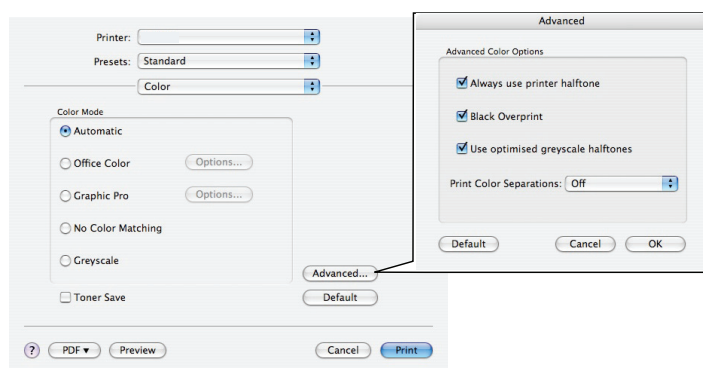 Printer:
Presets: Standard
Color
Color Mode
Automatic
Office Color Options...
Graphic Pro Options...
No Color Matching
Greyscale
Advanced...
Toner Save Default
? PDF Preview Cancel Print
Advanced
Advanced Color Options
Always use printer halftone
Black Overprint
Use optimised greyscale halftones
Print Color Separations: Off
Default Cancel OK